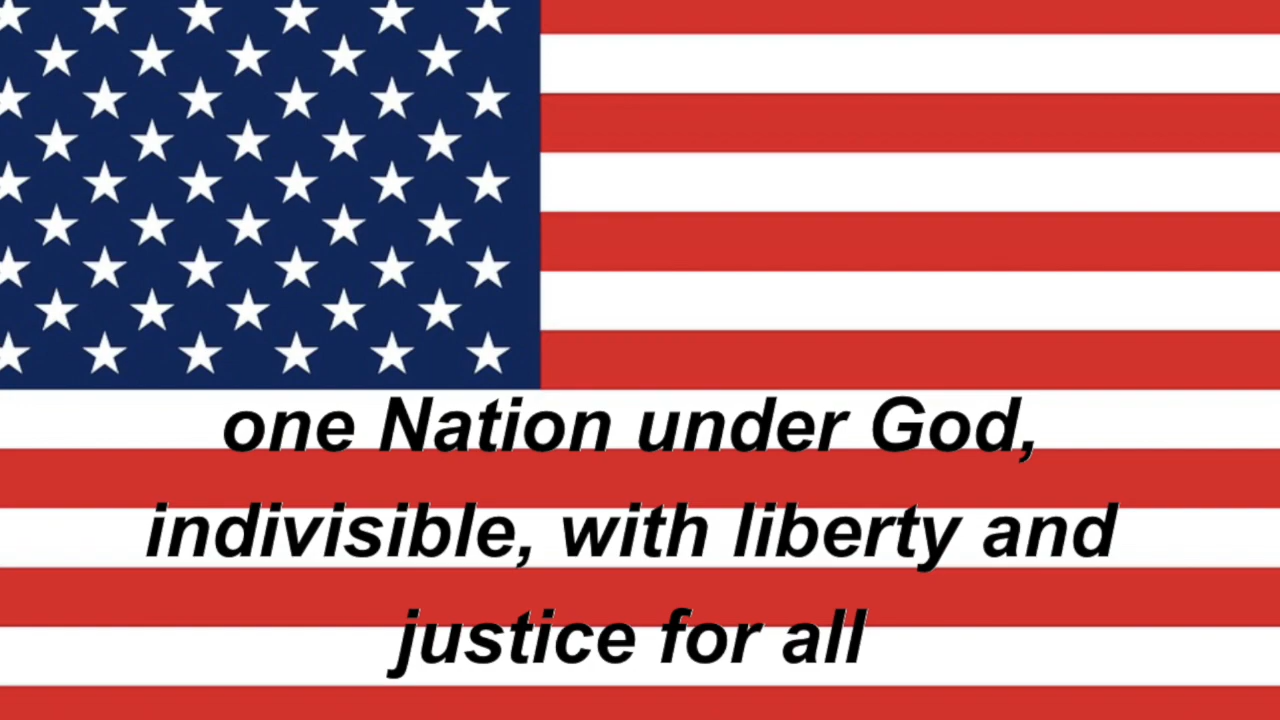 one Nation under God,
indivisible, with liberty and
justice for all